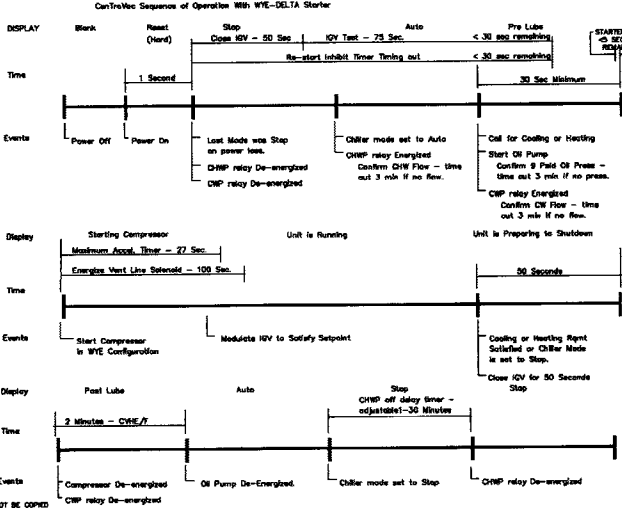 CenTraVac Sequence of Operation With WYE-DELTA Starter
DISPLAY Blank Reset Stop Auto Pre Lube STARTER
(Hard) Close IGV - 50 Sec IGV Test - 75 Sec. < 30 sec remaining <5 SEC
Re-start Inhibit Timer Timing out < 30 sec remaining
Time 1 Second 30 Sec Minimum
Events Power Off Power On Last Mode was Stop Chiller mode set to Auto Call for Cooling or Heating
on power loss. CHWP relay Energized Start Oil Pump
CHWP relay De-energized Confirm CHW Flow - time Confirm 9 Psid Oil Press -
CWP relay De-energized out 3 min if no flow. time out 3 min if no press.
CWP relay Energized
Confirm CW Flow - time
out 3 min if no flow.
Display Starting Compressor Unit is Running Unit is Preparing to Shutdown
Maximum Accel. Timer - 27 Sec.
Energize Vent Line Solenoid - 100 Sec. 50 Seconds
Time
Events Start Compressor Modulate IGV to Satisfy Setpoint Cooling or Heating Rqmt
in WYE Configuration Satisfied or Chiller Mode
is set to Stop.
Close IGV for 50 Seconds
Stop
Display Post Lube Auto Stop
CHWP off delay timer -
2 Minutes - CVHE/F adjustable1-30 Minutes
Time
Events Compressor De-energized Oil Pump De-Energized. Chiller mode set to Stop CHWP relay De-energized
CWP relay De-energized
OT BE COPIED